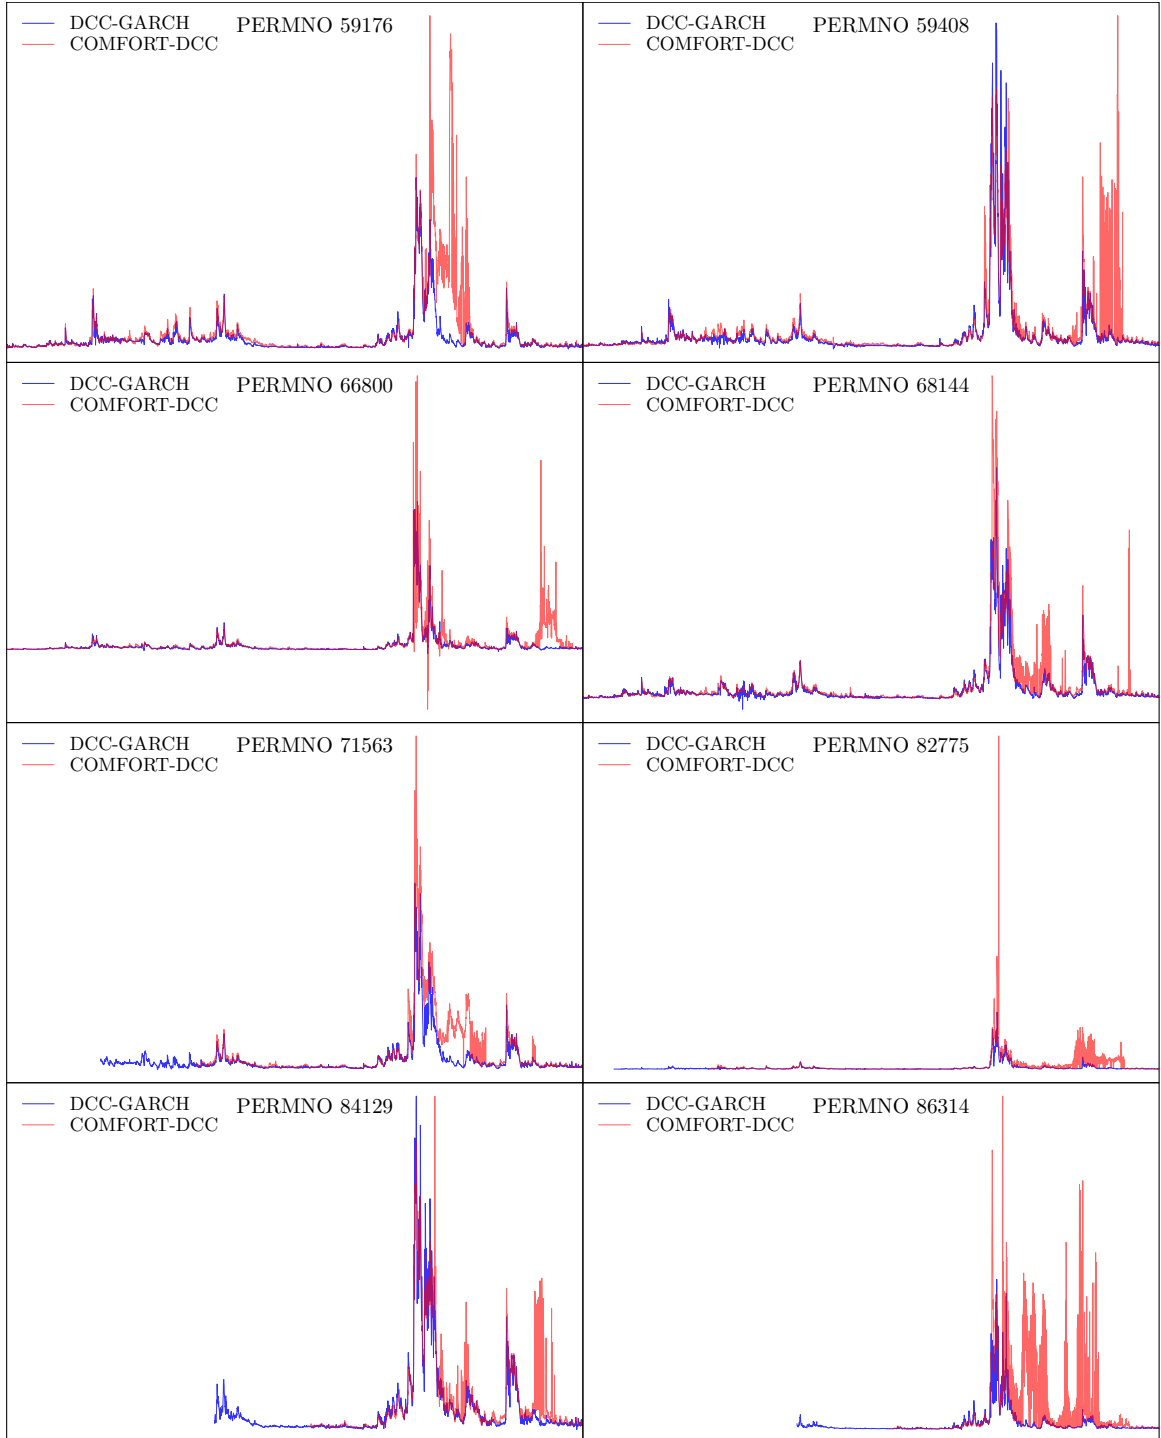 DCC-GARCH PERMNO 59176
COMFORT-DCC
DCC-GARCH PERMNO 59408
COMFORT-DCC
DCC-GARCH PERMNO 66800
COMFORT-DCC
DCC-GARCH PERMNO 68144
COMFORT-DCC
DCC-GARCH PERMNO 71563
COMFORT-DCC
DCC-GARCH PERMNO 82775
COMFORT-DCC
DCC-GARCH PERMNO 84129
COMFORT-DCC
DCC-GARCH PERMNO 86314
COMFORT-DCC